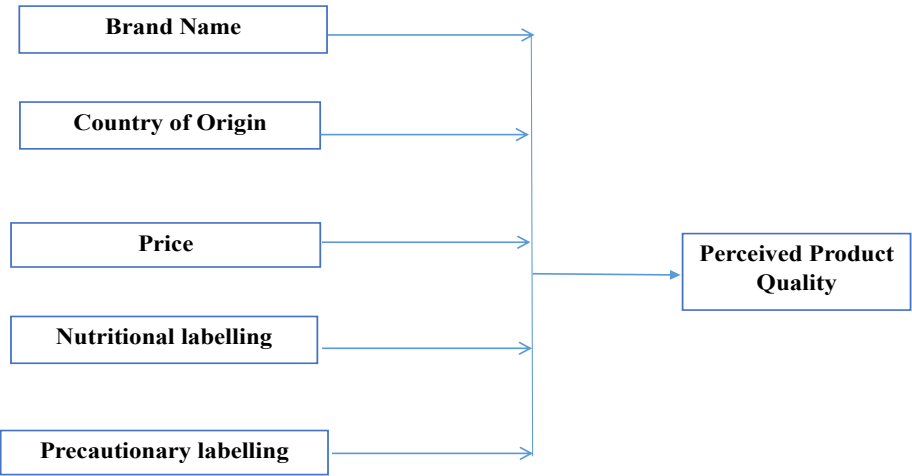 Brand Name
Country of Origin
Price
Nutritional labelling
Precautionary labelling
Perceived Product
Quality